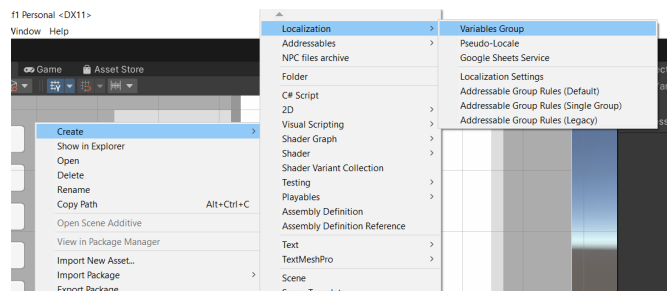 f1 Personal <DX11>
Window Help
Game
Asset Store
Create
Show in Explorer
Open
Delete
Rename
Copy Path Alt+Ctrl+C
Open Scene Additive
View in Package Manager
Import New Asset...
Import Package
Export Package
Localization
Addressables
NPC files archive
Folder
C# Script
2D
Visual Scripting
Shader Graph
Shader
Shader Variant Collection
Testing
Playables
Assembly Definition
Assembly Definition Reference
Text
TextMeshPro
Scene
Variables Group
Pseudo-Locale
Google Sheets Service
Localization Settings
Addressable Group Rules (Default)
Addressable Group Rules (Single Group)
Addressable Group Rules (Legacy)